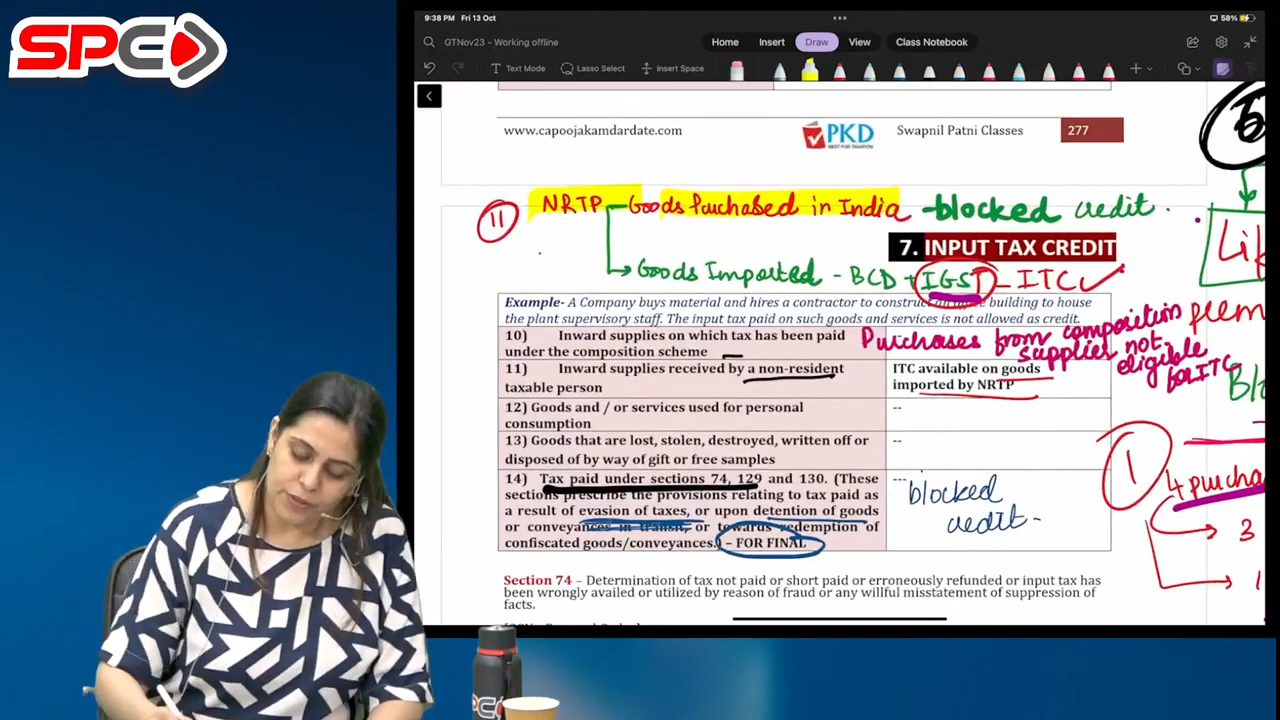 SPC
9:38 PM Fri 13 Oct
58%
GTNov23 - Working offline
Home Insert Draw View Class Notebook
Text Mode Lasso Select Insert Space
www.capoojakamdardate.com
PKD
BEST FOR TAXATION
Swapnil Patni Classes
277
11 NRTP - Goods Purchased in India - blocked credit.
7. INPUT TAX CREDIT
Goods Imported - BCD + IGST - ITC ✓
Example- A Company buys material and hires a contractor to construct building to house
the plant supervisory staff. The input tax paid on such goods and services is not allowed as credit.
10) Inward supplies on which tax has been paid
under the composition scheme
Purchases from composition
supplier not
eligible
for ITC
11) Inward supplies received by a non-resident
taxable person
ITC available on goods
imported by NRTP
12) Goods and / or services used for personal
consumption
--
13) Goods that are lost, stolen, destroyed, written off or
disposed of by way of gift or free samples
--
14) Tax paid under sections 74, 129 and 130. (These
sections prescribe the provisions relating to tax paid as
a result of evasion of taxes, or upon detention of goods
or conveyances in transit, or towards redemption of
confiscated goods/conveyances.) – FOR FINAL
---
blocked
credit -
Section 74 – Determination of tax not paid or short paid or erroneously refunded or input tax has
been wrongly availed or utilized by reason of fraud or any willful misstatement of suppression of
facts.
1
4 purcha
3
1
SPC